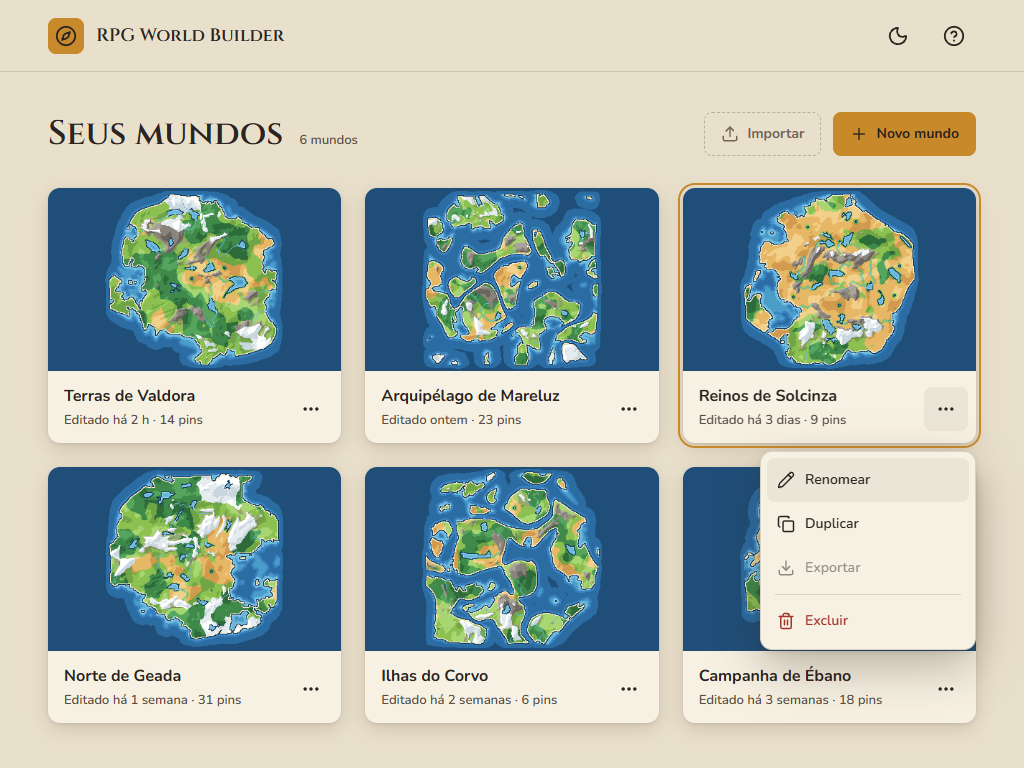 RPG World Builder
Seus mundos
6 mundos
Importar
Novo mundo
Terras de Valdora
Editado há 2 h · 14 pins
Arquipélago de Mareluz
Editado ontem · 23 pins
Reinos de Solcinza
Editado há 3 dias · 9 pins
Renomear
Duplicar
Exportar
Excluir
Norte de Geada
Editado há 1 semana · 31 pins
Ilhas do Corvo
Editado há 2 semanas · 6 pins
Campanha de Ébano
Editado há 3 semanas · 18 pins